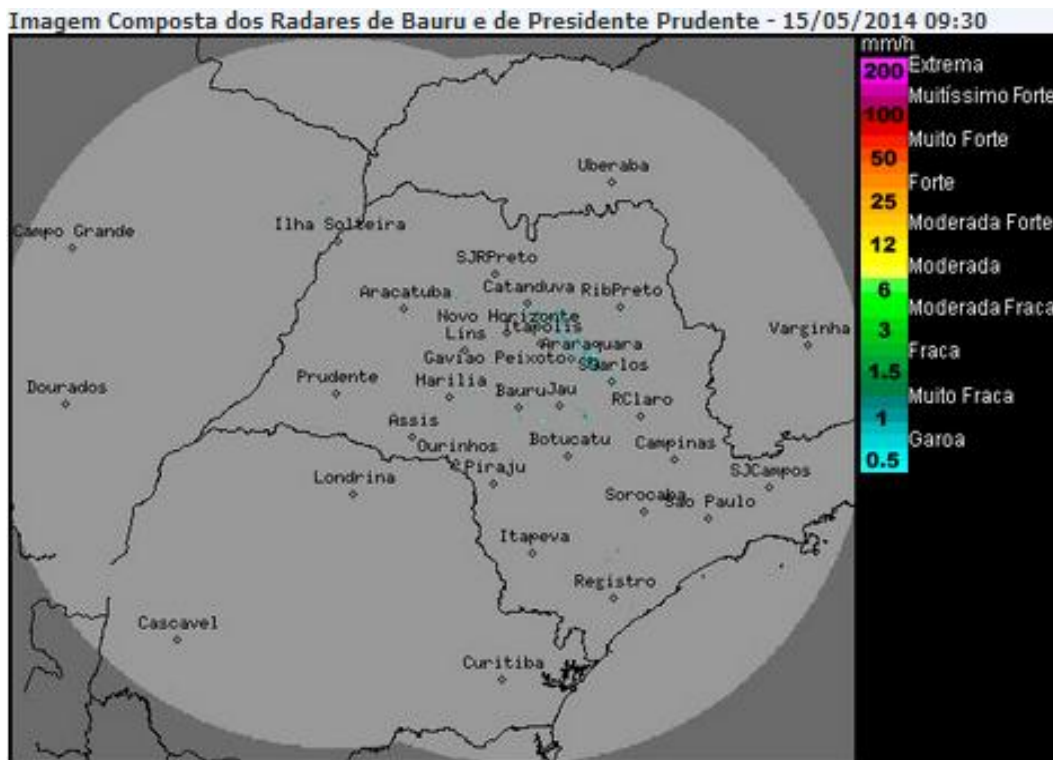 Imagem Composta dos Radares de Bauru e de Presidente Prudente - 15/05/2014 09:30
mm/h
200 Extrema
Muitíssimo Forte
100
Muito Forte
50
Forte
25
Moderada Forte
12
Moderada
6
Moderada Fraca
3
Fraca
1.5
Muito Fraca
1
Garoa
0.5
Uberaba
Ilha Solteira
Campo Grande
SJRPreto
Catanduva
RibPreto
Aracatuba
Novo Horizonte
Itapolis
Lins
Araraquara
Varginha
Gaviao Peixoto
SCarlos
Dourados
Prudente
Marilia
Bauru
Jau
RClaro
Assis
Ourinhos
Botucatu
Campinas
Piraju
Londrina
SJCampos
Sorocaba
Sao Paulo
Itapeva
Registro
Cascavel
Curitiba